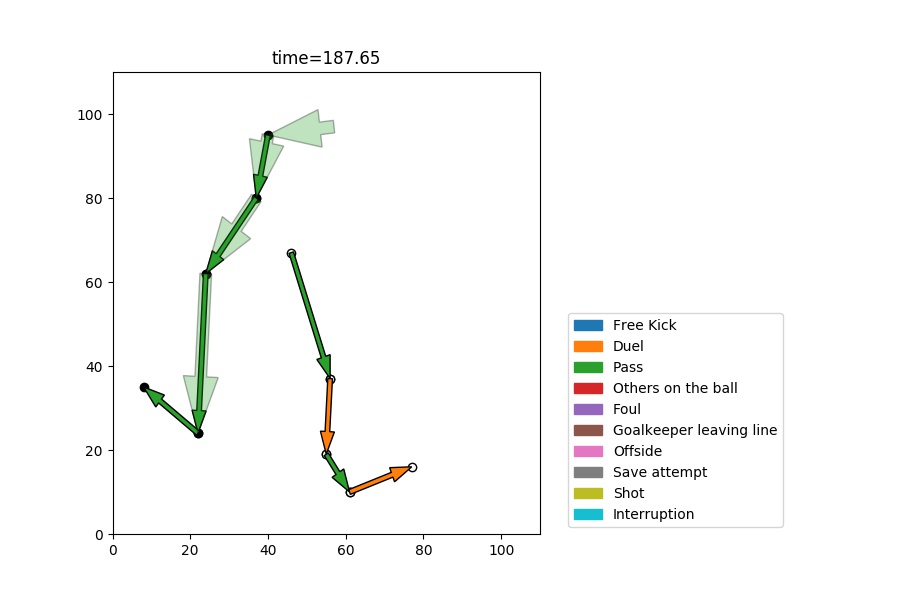 time=187.65
100
80
60
40
20
0
0 20 40 60 80 100
Free Kick
Duel
Pass
Others on the ball
Foul
Goalkeeper leaving line
Offside
Save attempt
Shot
Interruption